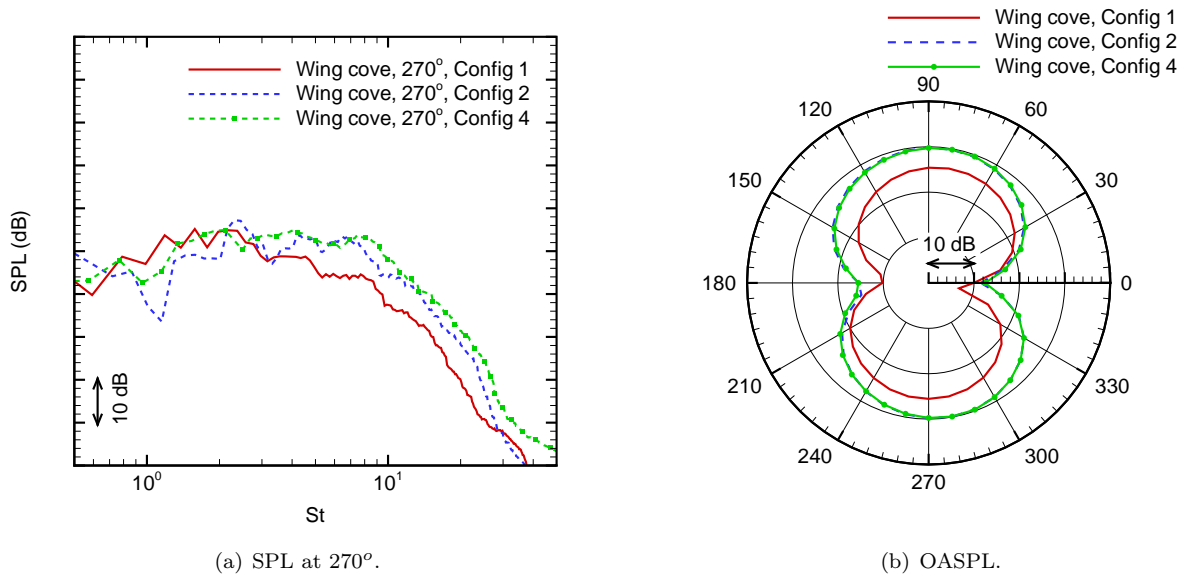 SPL (dB)
Wing cove, 270°, Config 1
Wing cove, 270°, Config 2
Wing cove, 270°, Config 4
10 dB
10⁰
10¹
St
(a) SPL at 270°.
Wing cove, Config 1
Wing cove, Config 2
Wing cove, Config 4
90
120
60
150
30
10 dB
180
0
210
330
240
300
270
(b) OASPL.